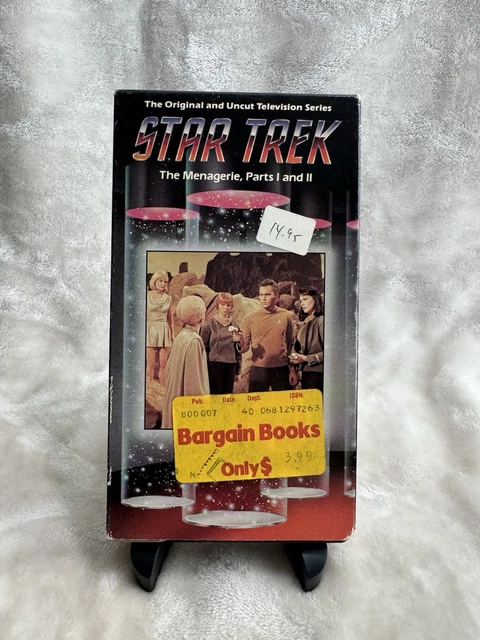 The Original and Uncut Television Series
STAR TREK
The Menagerie, Parts I and II
14.95
Pub. Date Dept. ISBN
800007 40 0681297263
Bargain Books
Only $ 3.99